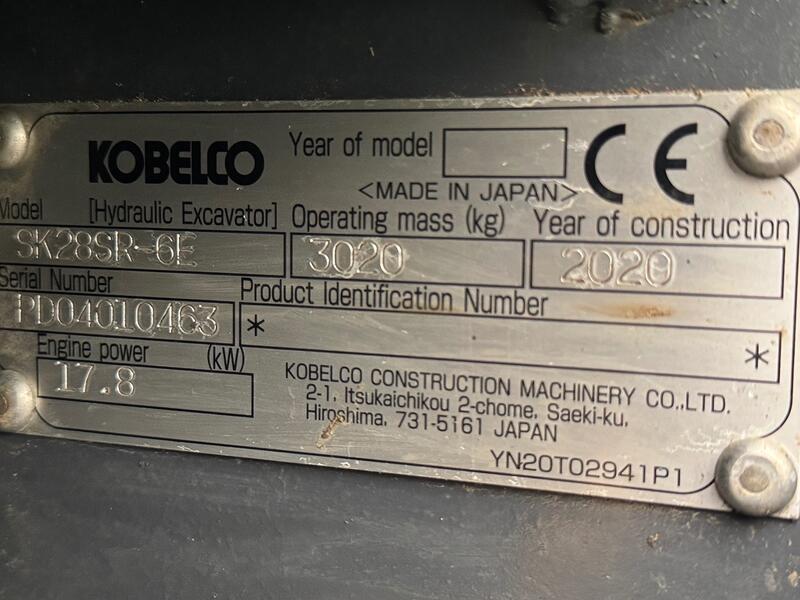 KOBELCO
Year of model
<MADE IN JAPAN>
CE
Model [Hydraulic Excavator] Operating mass (kg) Year of construction
SK28SR-6E 3020 2020
Serial Number Product Identification Number
PD04010463 * *
Engine power (kW)
17.8
KOBELCO CONSTRUCTION MACHINERY CO.,LTD.
2-1, Itsukaichikou 2-chome, Saeki-ku,
Hiroshima, 731-5161 JAPAN
YN20T02941P1